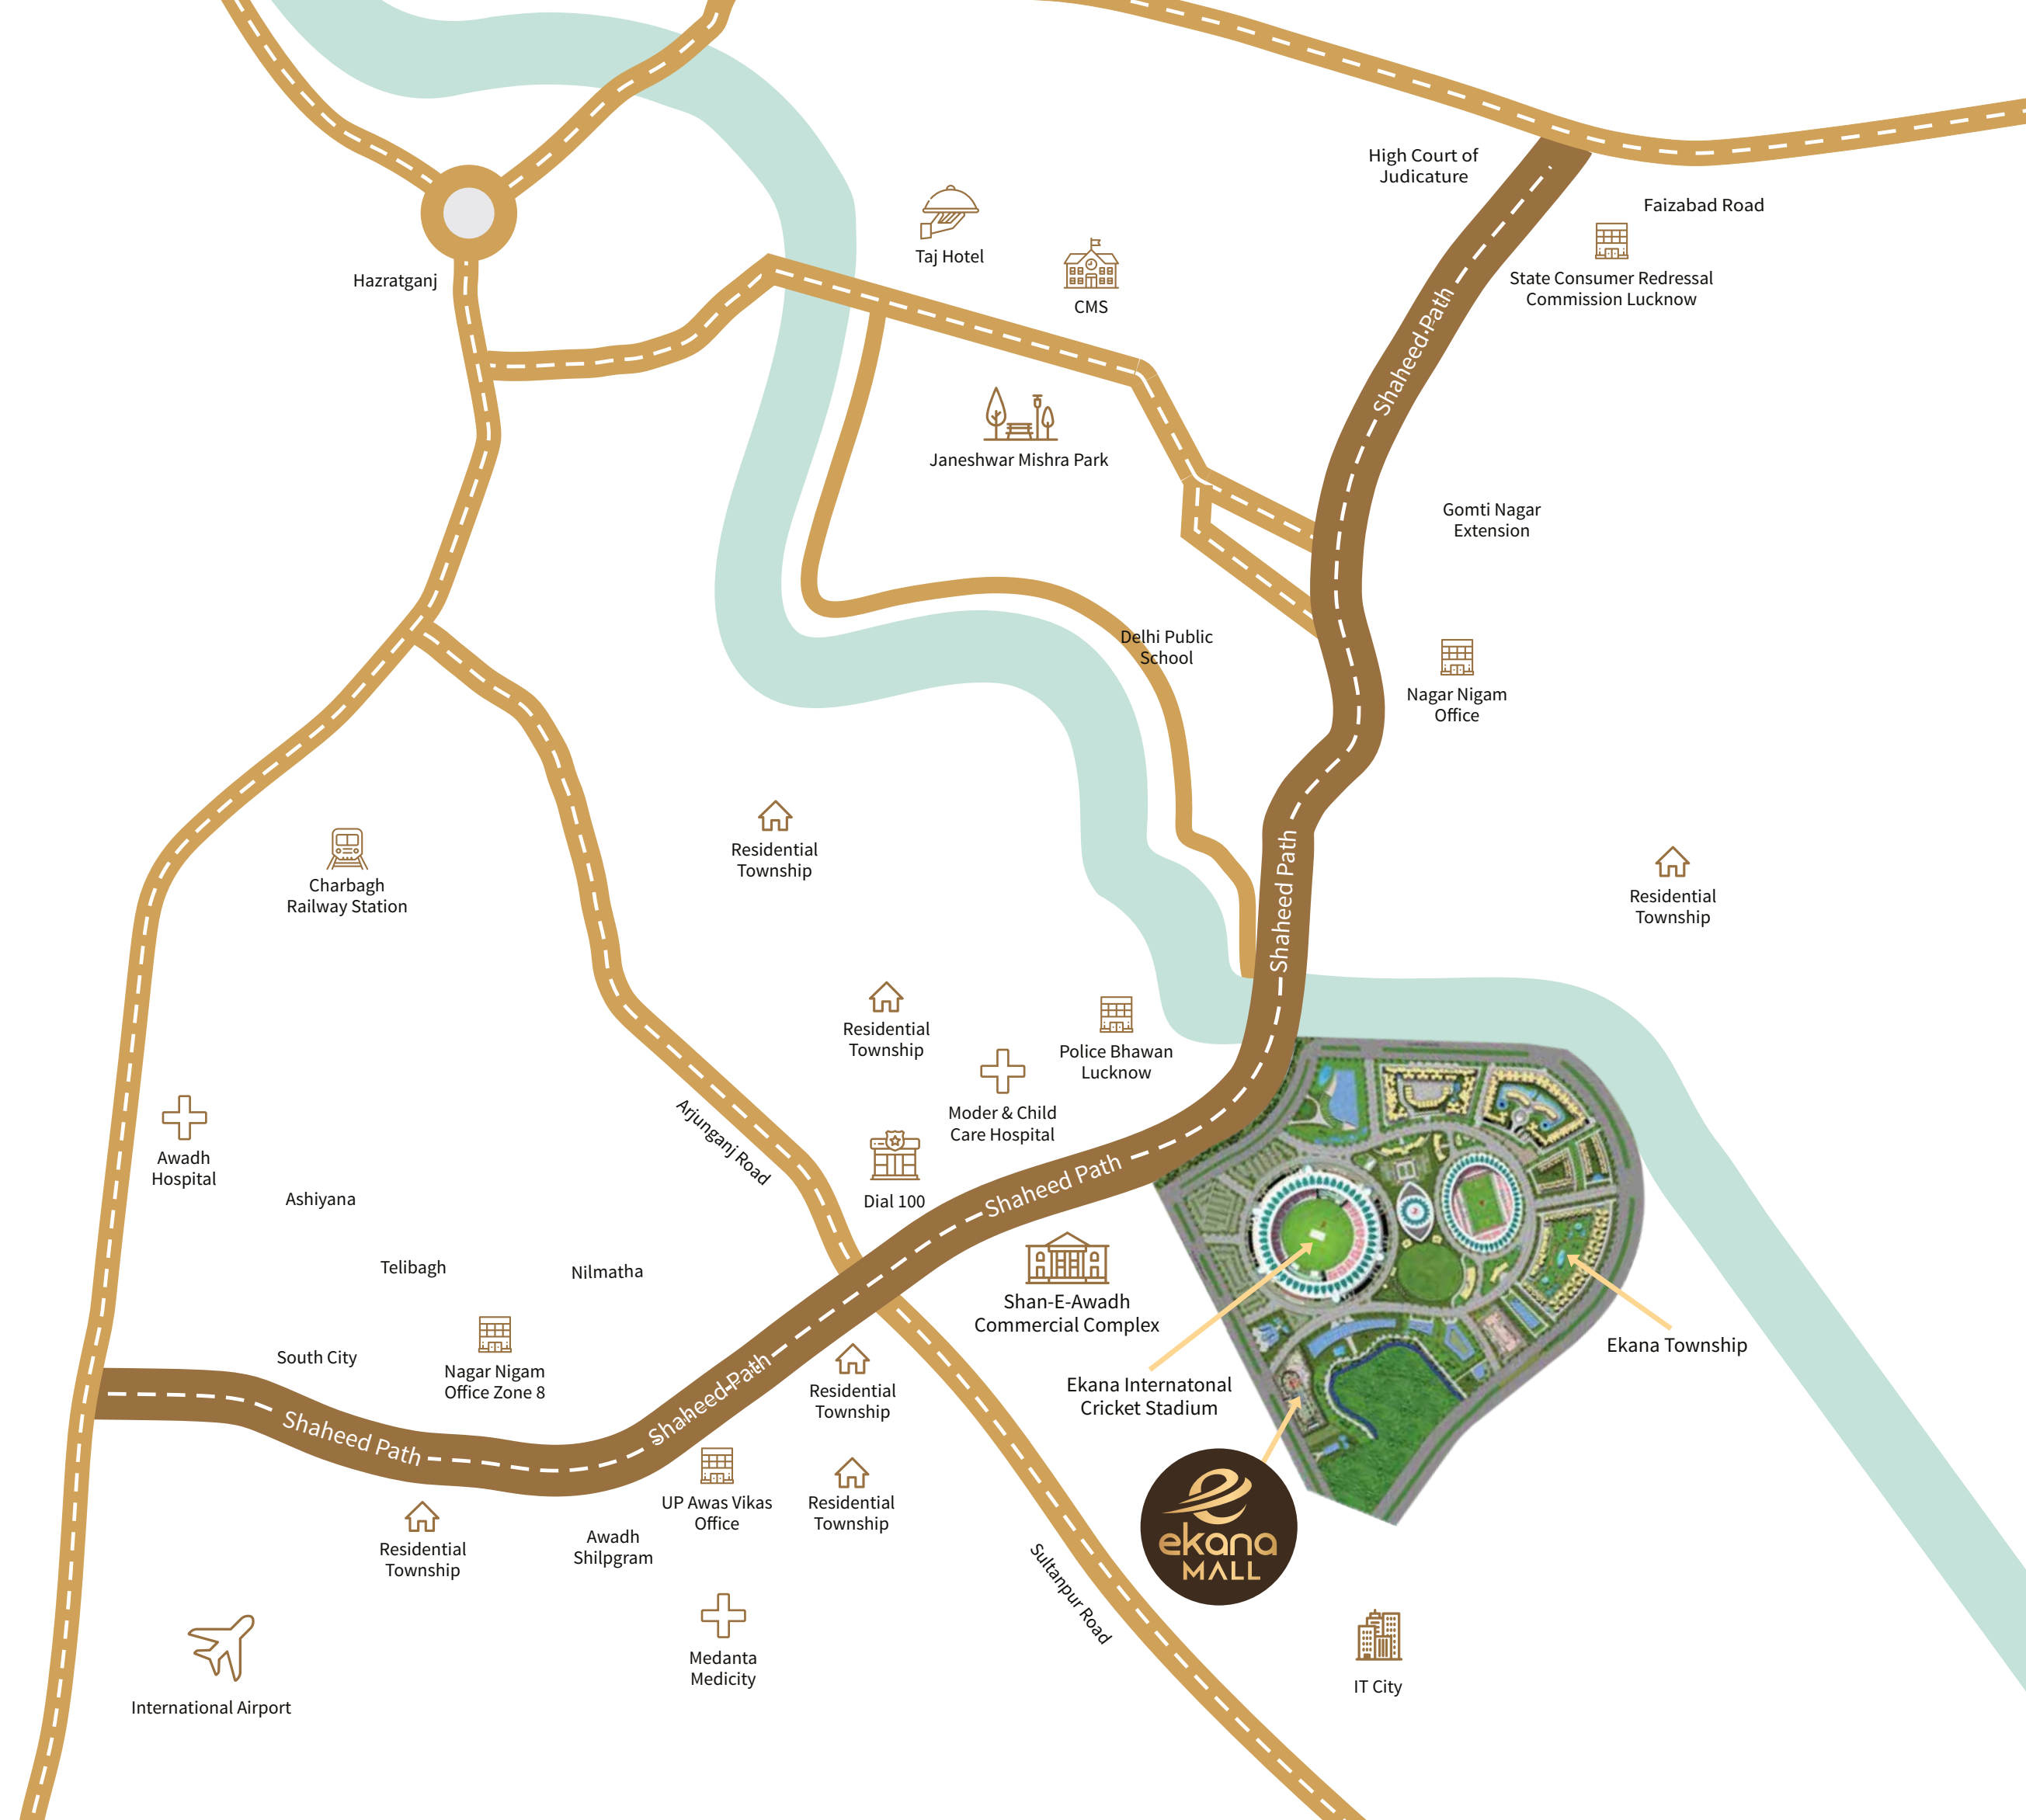 High Court of
Judicature
Faizabad Road
Taj Hotel
State Consumer Redressal
Commission Lucknow
Hazratganj
CMS
Shaheed Path
Janeshwar Mishra Park
Gomti Nagar
Extension
Delhi Public
School
Nagar Nigam
Office
Residential
Township
Charbagh
Railway Station
Shaheed Path
Residential
Township
Residential
Township
Police Bhawan
Lucknow
Moder & Child
Care Hospital
Arjunganj Road
Awadh
Hospital
Ashiyana
Dial 100
Shaheed Path
Telibagh
Nilmatha
Shan-E-Awadh
Commercial Complex
Ekana Township
South City
Nagar Nigam
Office Zone 8
Shaheed Path
Residential
Township
Ekana Internatonal
Cricket Stadium
Shaheed Path
UP Awas Vikas
Office
Residential
Township
Residential
Township
Awadh
Shilpgram
ekana
MALL
Sultanpur Road
Medanta
Medicity
International Airport
IT City